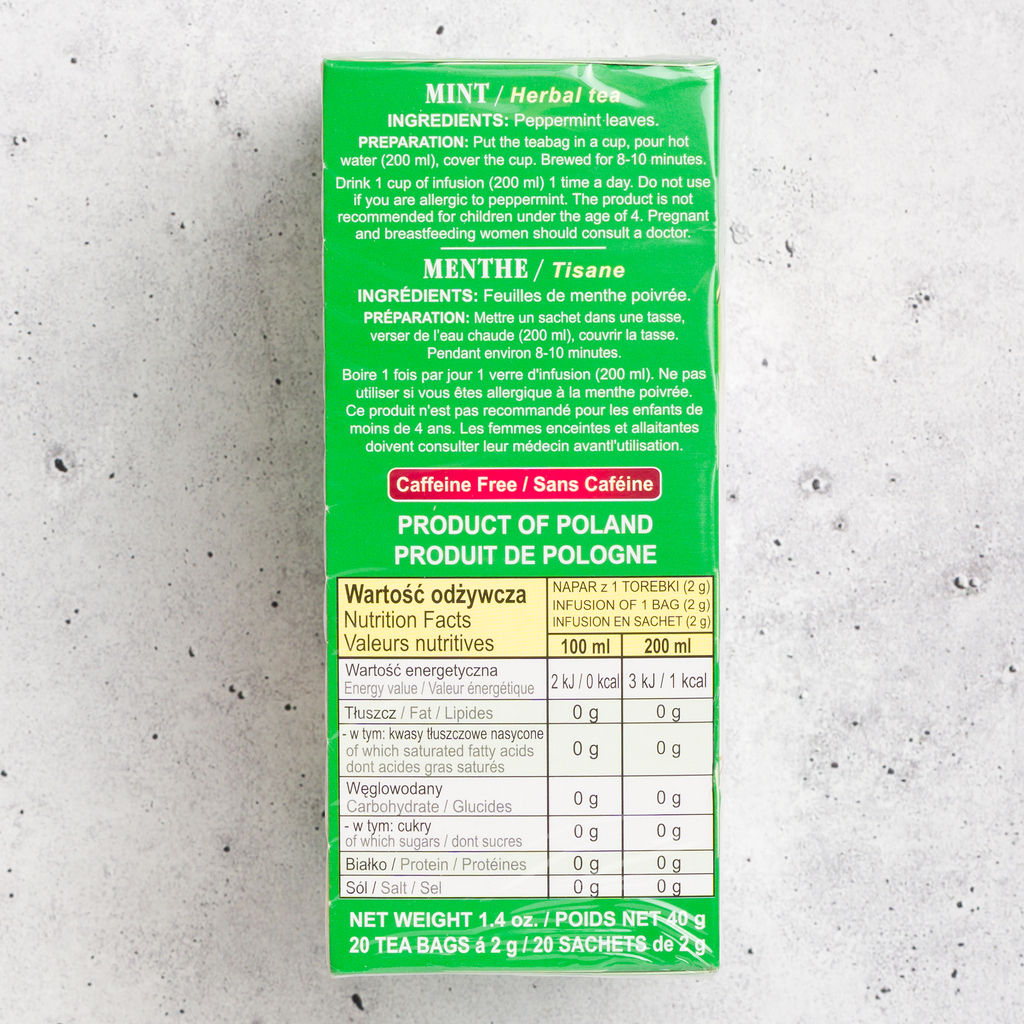 MINT / Herbal tea
INGREDIENTS: Peppermint leaves.
PREPARATION: Put the teabag in a cup, pour hot
water (200 ml), cover the cup. Brewed for 8-10 minutes.
Drink 1 cup of infusion (200 ml) 1 time a day. Do not use
if you are allergic to peppermint. The product is not
recommended for children under the age of 4. Pregnant
and breastfeeding women should consult a doctor.
MENTHE / Tisane
INGRÉDIENTS: Feuilles de menthe poivrée.
PRÉPARATION: Mettre un sachet dans une tasse,
verser de l'eau chaude (200 ml), couvrir la tasse.
Pendant environ 8-10 minutes.
Boire 1 fois par jour 1 verre d'infusion (200 ml). Ne pas
utiliser si vous êtes allergique à la menthe poivrée.
Ce produit n'est pas recommandé pour les enfants de
moins de 4 ans. Les femmes enceintes et allaitantes
doivent consulter leur médecin avantl'utilisation.
Caffeine Free / Sans Caféine
PRODUCT OF POLAND
PRODUIT DE POLOGNE
Wartość odżywcza
Nutrition Facts
Valeurs nutritives
NAPAR z 1 TOREBKI (2 g)
INFUSION OF 1 BAG (2 g)
INFUSION EN SACHET (2 g)
100 ml 200 ml
Wartość energetyczna
Energy value / Valeur énergétique
2 kJ / 0 kcal 3 kJ / 1 kcal
Tłuszcz / Fat / Lipides 0 g 0 g
- w tym: kwasy tłuszczowe nasycone
of which saturated fatty acids
dont acides gras saturés
0 g 0 g
Węglowodany
Carbohydrate / Glucides
0 g 0 g
- w tym: cukry
of which sugars / dont sucres
0 g 0 g
Białko / Protein / Protéines 0 g 0 g
Sól / Salt / Sel 0 g 0 g
NET WEIGHT 1.4 oz. / POIDS NET 40 g
20 TEA BAGS á 2 g / 20 SACHETS de 2 g